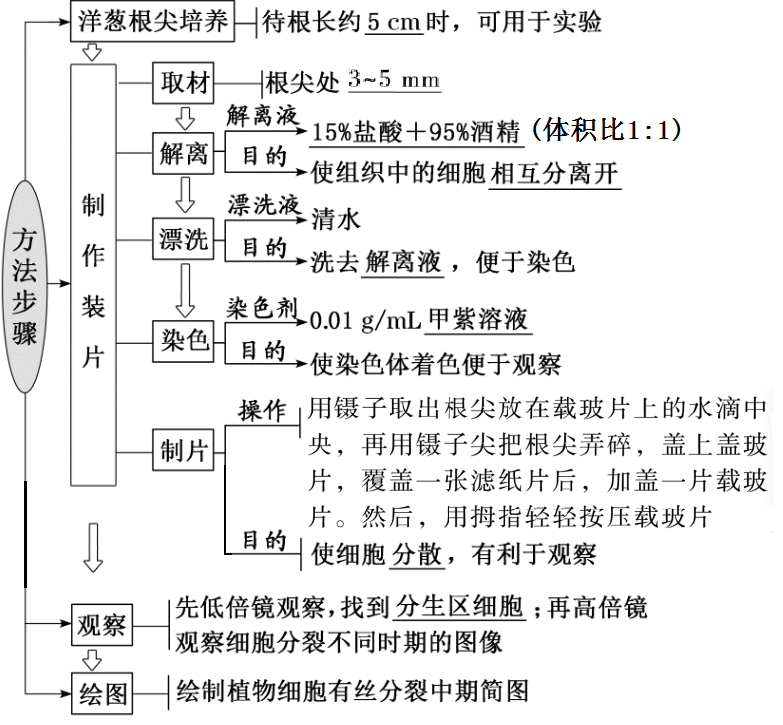 洋葱根尖培养 待根长约5 cm时，可用于实验
方法步骤
制作装片
取材 根尖处 3~5 mm
解离 解离液 15%盐酸＋95%酒精 (体积比1:1)
目的 使组织中的细胞相互分离开
漂洗 漂洗液 清水
目的 洗去解离液，便于染色
染色 染色剂 0.01 g/mL甲紫溶液
目的 使染色体着色便于观察
制片 操作 用镊子取出根尖放在载玻片上的水滴中
央，再用镊子尖把根尖弄碎，盖上盖玻
片，覆盖一张滤纸片后，加盖一片载玻
片。然后，用拇指轻轻按压载玻片
目的 使细胞分散，有利于观察
观察 先低倍镜观察，找到分生区细胞；再高倍镜
观察细胞分裂不同时期的图像
绘图 绘制植物细胞有丝分裂中期简图